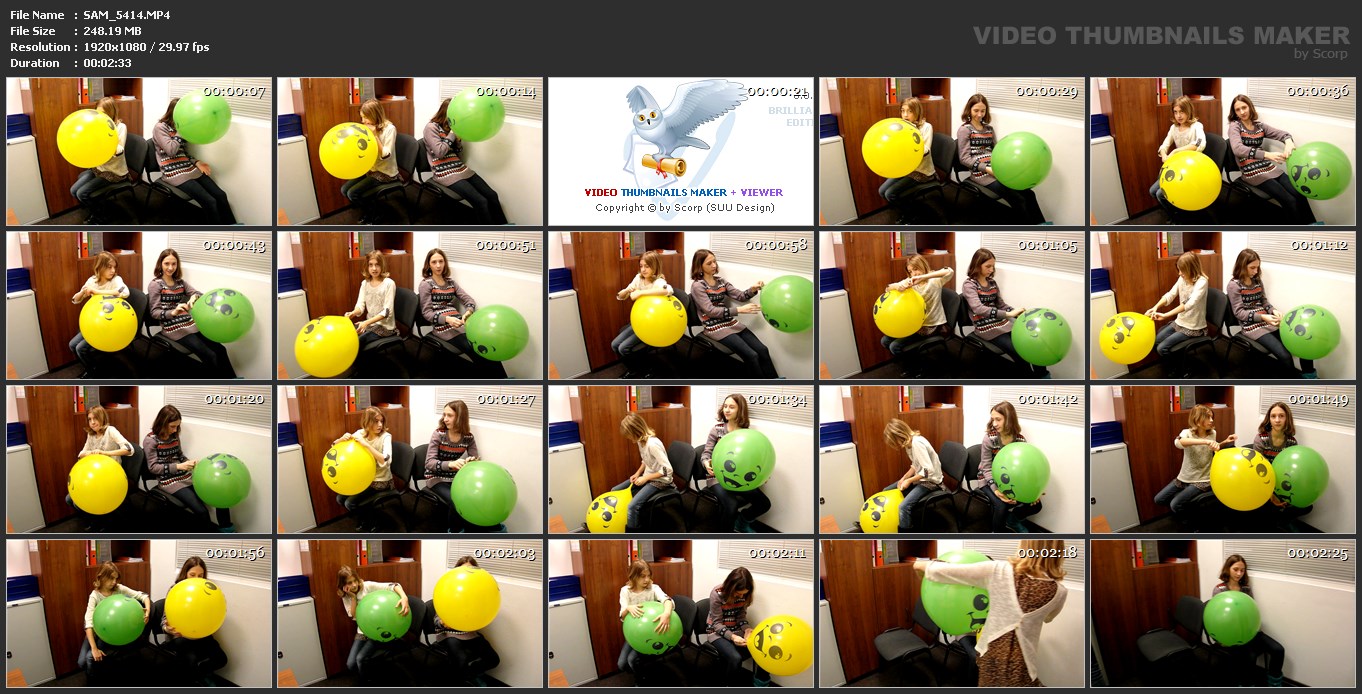 File Name : SAM_5414.MP4
File Size : 248.19 MB
Resolution : 1920x1080 / 29.97 fps
Duration : 00:02:33
VIDEO THUMBNAILS MAKER
by Scorp
00:00:07
00:00:14
00:00:21
BRILLIA
EDIT
VIDEO THUMBNAILS MAKER + VIEWER
Copyright © by Scorp (SUU Design)
00:00:29
00:00:36
00:00:43
00:00:51
00:00:58
00:01:05
00:01:12
00:01:20
00:01:27
00:01:34
00:01:42
00:01:49
00:01:56
00:02:03
00:02:11
00:02:18
00:02:25